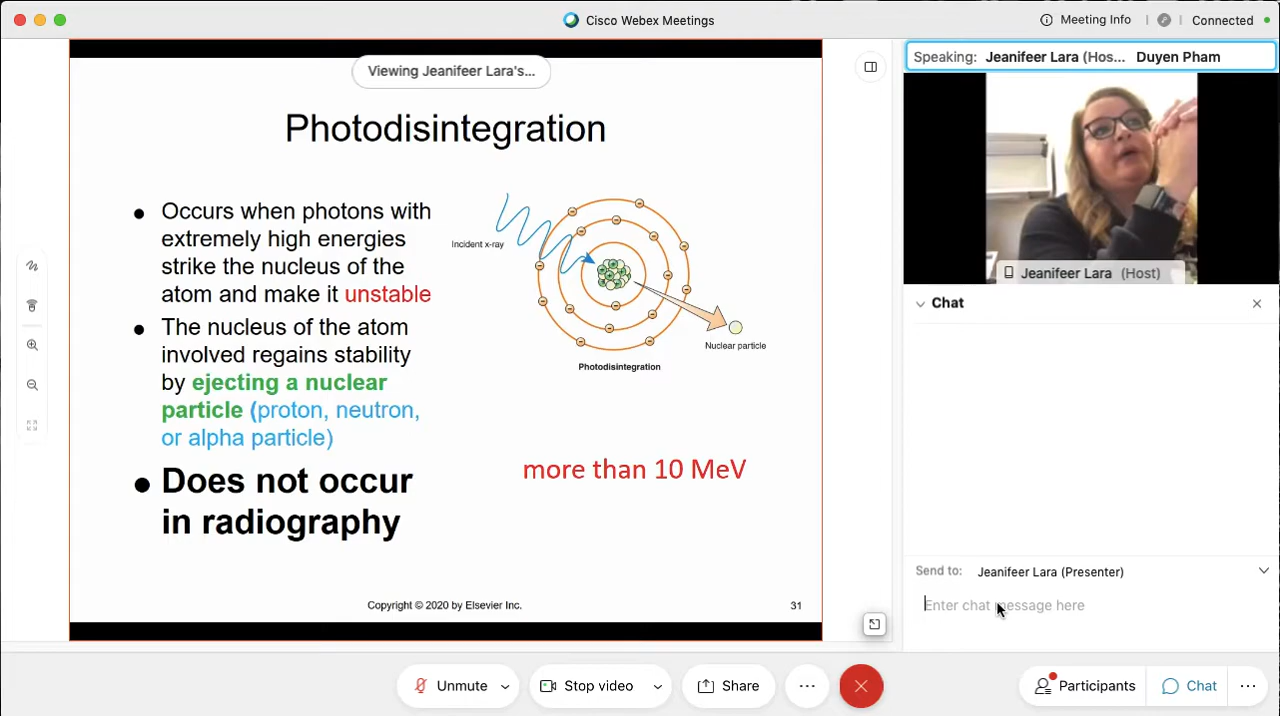 Cisco Webex Meetings
Meeting Info
Connected
Viewing Jeanifeer Lara's...
Speaking: Jeanifeer Lara (Hos... Duyen Pham
Photodisintegration
Occurs when photons with
extremely high energies
strike the nucleus of the
atom and make it unstable
The nucleus of the atom
involved regains stability
by ejecting a nuclear
particle (proton, neutron,
or alpha particle)
Does not occur
in radiography
Incident x-ray
Nuclear particle
Photodisintegration
more than 10 MeV
Copyright © 2020 by Elsevier Inc.
31
Jeanifeer Lara (Host)
Chat
Send to: Jeanifeer Lara (Presenter)
Enter chat message here
Unmute
Stop video
Share
Participants
Chat